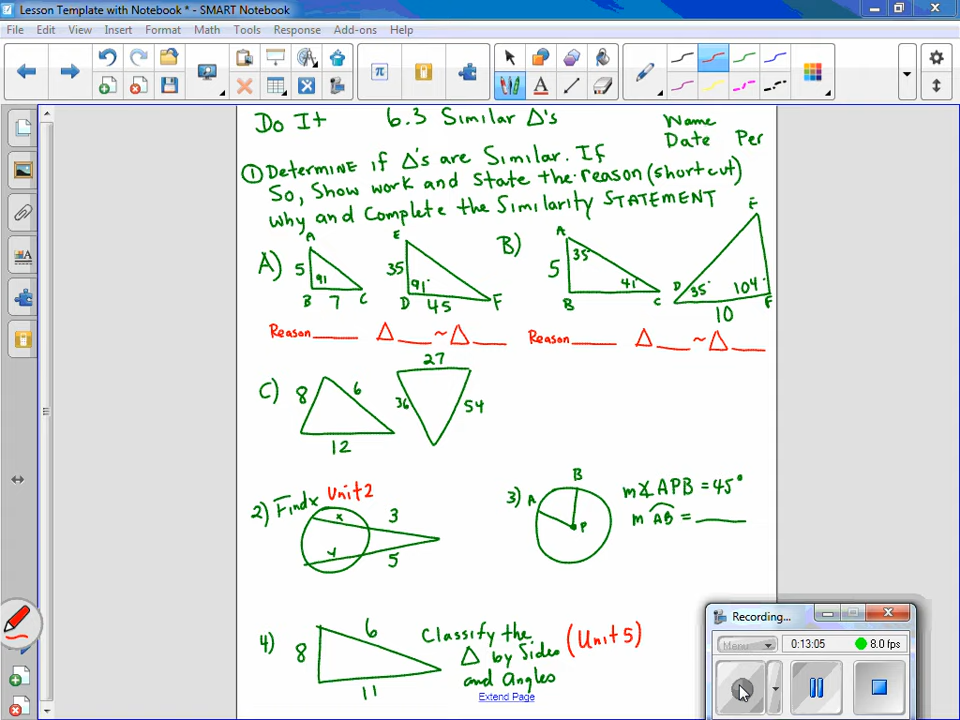 Lesson Template with Notebook * - SMART Notebook
File Edit View Insert Format Math Tools Response Add-ons Help
Do It 6.3 Similar Δ's Name
Date Per
① Determine if Δ's are Similar. If
So, Show work and State the reason (short cut)
why and Complete the Similarity STATEMENT
A) A 5 91° B 7 C
E 35 91° D 45 F
B) A 35° 5 41° B C
E D 35° 104° F 10
Reason____ Δ___ ~ Δ___
Reason____ Δ___ ~ Δ___
C) 8 6 12
27 36 54
2) Find x Unit 2
x 3
y 5
3) A B P
m∡APB = 45°
m AB = ____
4) 8 6 11
Classify the
Δ by Sides
and Angles
(Unit 5)
Extend Page
Recording...
Menu 0:13:05 8.0 fps